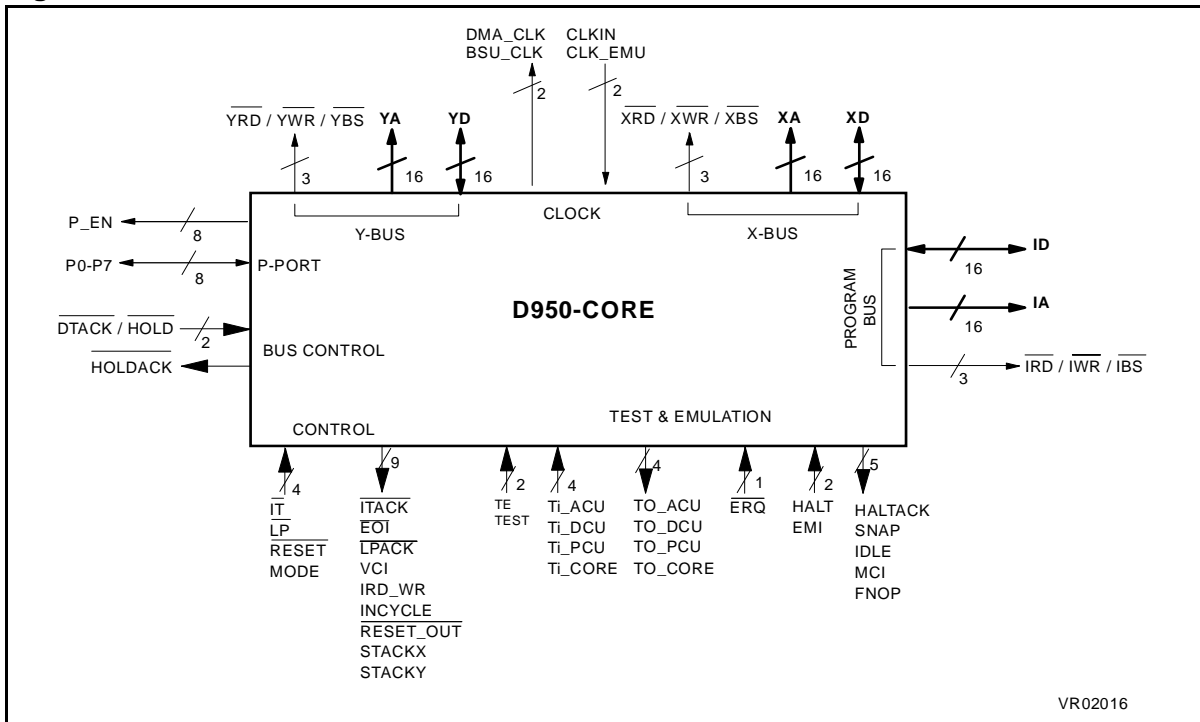 DMA_CLK
BSU_CLK
CLKIN
CLK_EMU
2
2
YRD / YWR / YBS
YA
YD
XRD / XWR / XBS
XA
XD
3
16
16
3
16
16
CLOCK
Y-BUS
X-BUS
P_EN
8
P0-P7
8
P-PORT
ID
16
IA
16
PROGRAM
BUS
D950-CORE
DTACK / HOLD
2
BUS CONTROL
HOLDACK
IRD / IWR / IBS
3
CONTROL
TEST & EMULATION
4
9
2
4
4
1
2
5
IT
LP
RESET
MODE
ITACK
EOI
LPACK
VCI
IRD_WR
INCYCLE
RESET_OUT
STACKX
STACKY
TE
TEST
Ti_ACU
Ti_DCU
Ti_PCU
Ti_CORE
TO_ACU
TO_DCU
TO_PCU
TO_CORE
ERQ
HALT
EMI
HALTACK
SNAP
IDLE
MCI
FNOP
VR02016